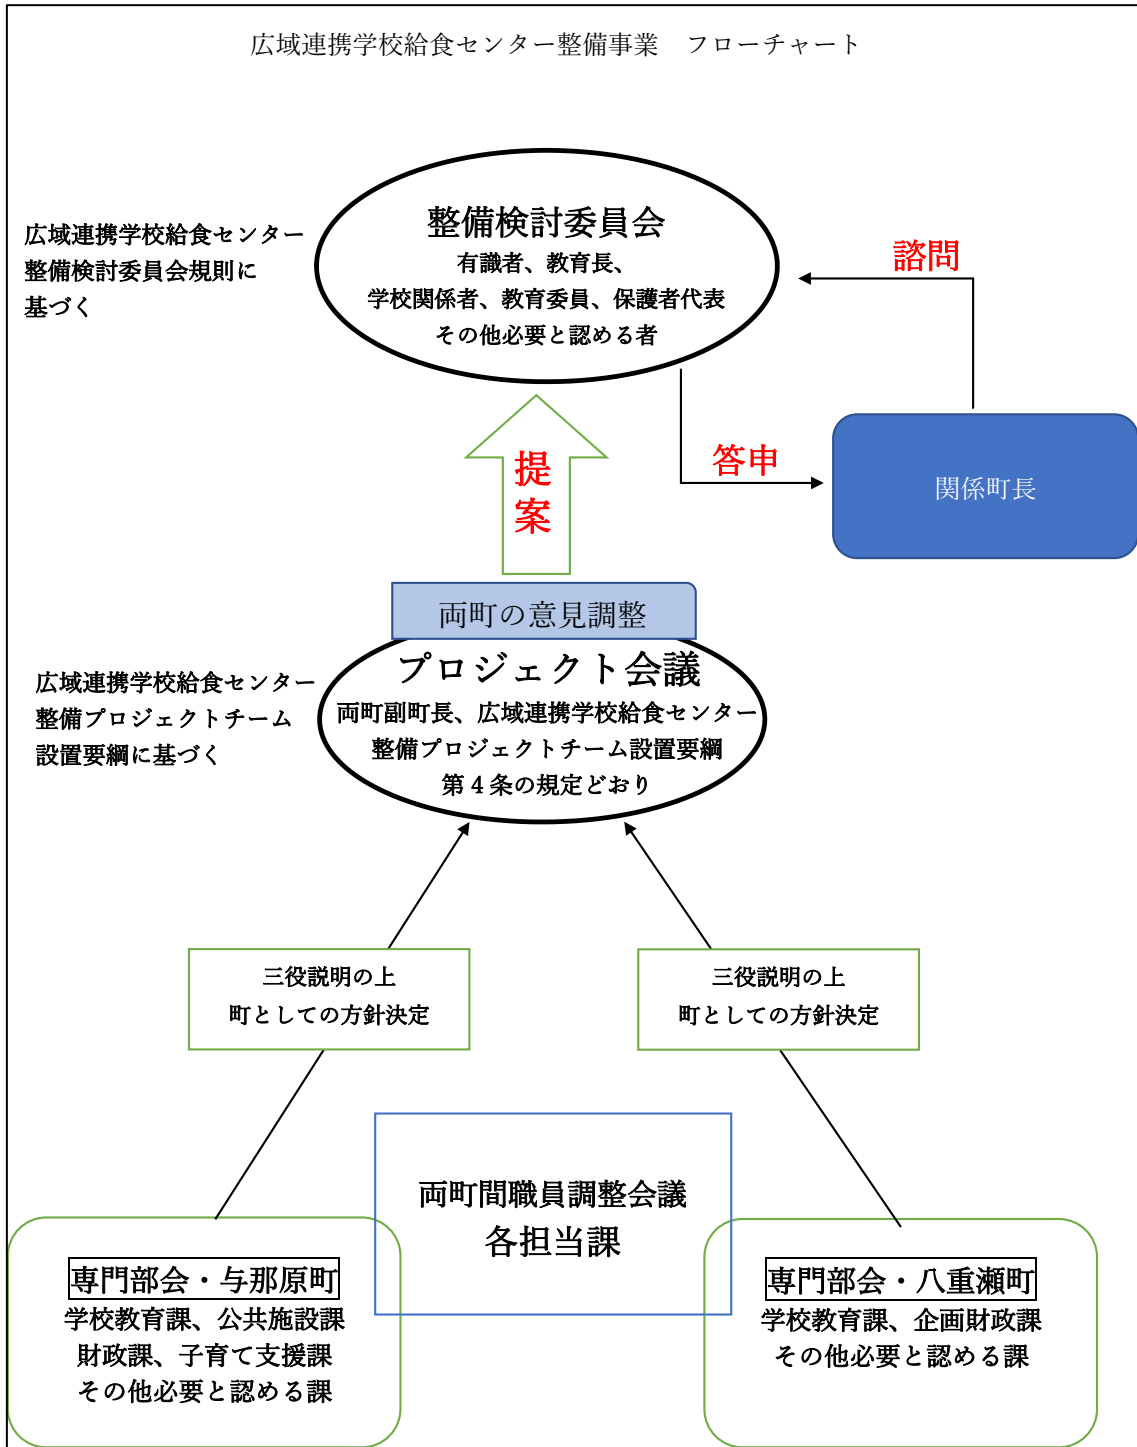 広域連携学校給食センター整備事業　フローチャート
整備検討委員会
有識者、教育長、
学校関係者、教育委員、保護者代表
その他必要と認める者
広域連携学校給食センター
整備検討委員会規則に
基づく
諮問
答申
関係町長
提
案
両町の意見調整
プロジェクト会議
両町副町長、広域連携学校給食センター
整備プロジェクトチーム設置要綱
第４条の規定どおり
広域連携学校給食センター
整備プロジェクトチーム
設置要綱に基づく
三役説明の上
町としての方針決定
三役説明の上
町としての方針決定
両町間職員調整会議
各担当課
専門部会・与那原町
学校教育課、公共施設課
財政課、子育て支援課
その他必要と認める課
専門部会・八重瀬町
学校教育課、企画財政課
その他必要と認める課